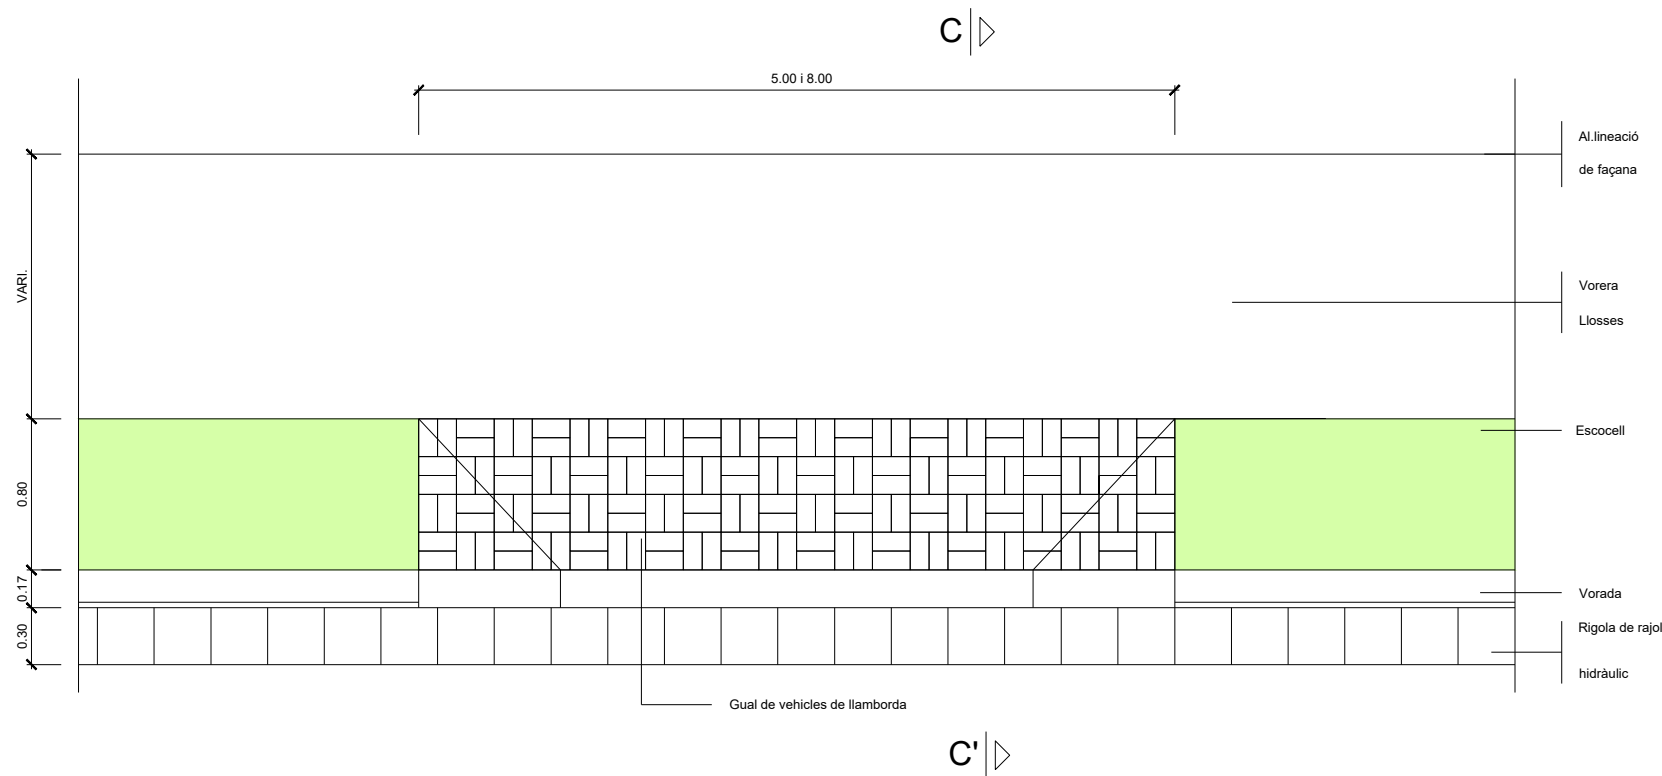 C
5.00 i 8.00
Al.lineació
de façana
VARI.
Vorera
Llosses
Escocell
0.80
0.17
Vorada
0.30
Rigola de rajol
hidràulic
Gual de vehicles de llamborda
C'